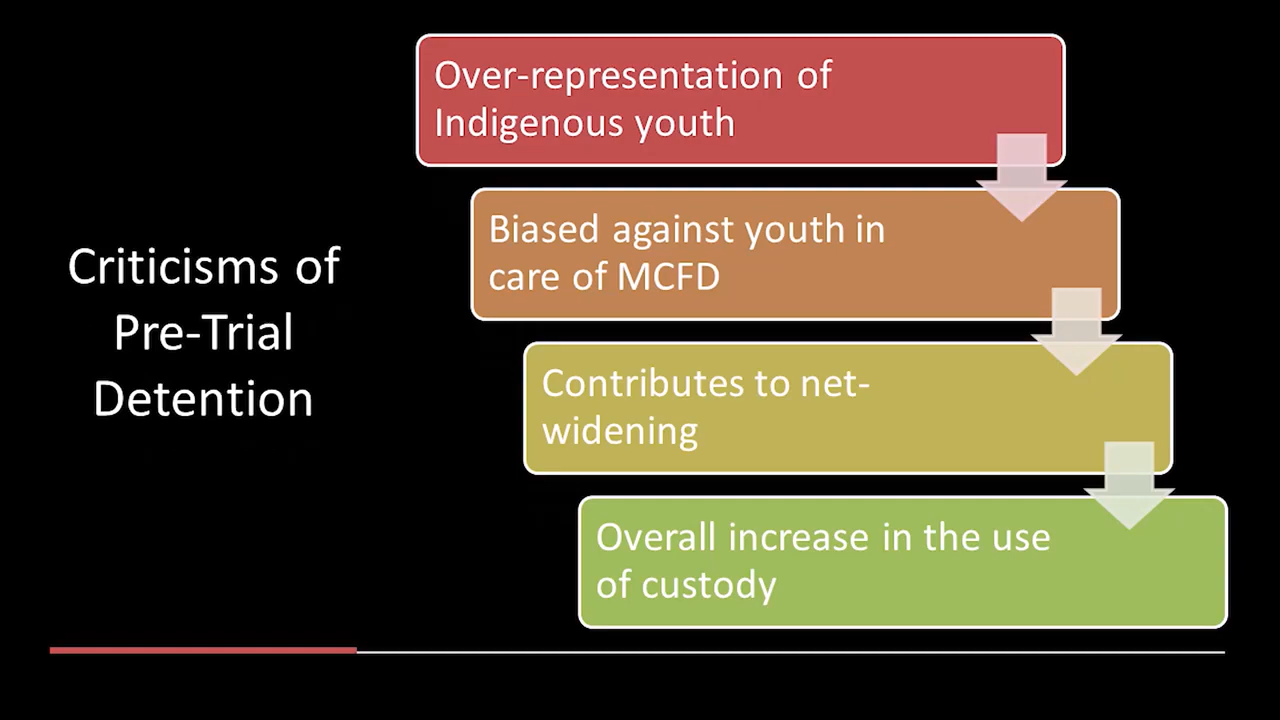 Criticisms of
Pre-Trial
Detention
Over-representation of
Indigenous youth
Biased against youth in
care of MCFD
Contributes to net-
widening
Overall increase in the use
of custody